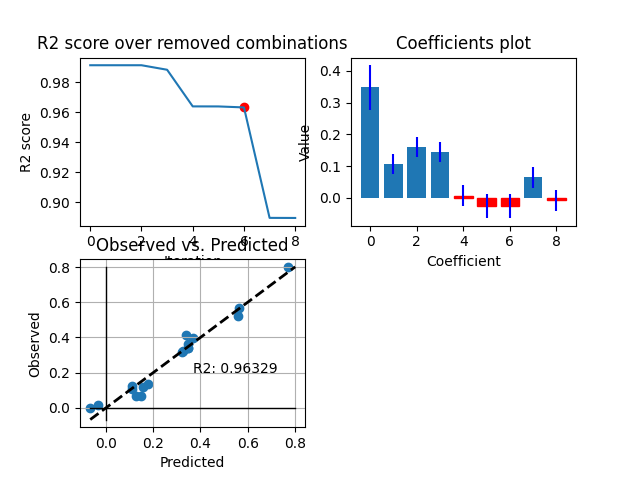 R2 score over removed combinations
R2 score
0.98
0.96
0.94
0.92
0.90
0 2 4 6 8
Iteration
Coefficients plot
Value
0.4
0.3
0.2
0.1
0.0
0 2 4 6 8
Coefficient
Observed vs. Predicted
Observed
0.8
0.6
0.4
0.2
0.0
R2: 0.96329
0.0 0.2 0.4 0.6 0.8
Predicted